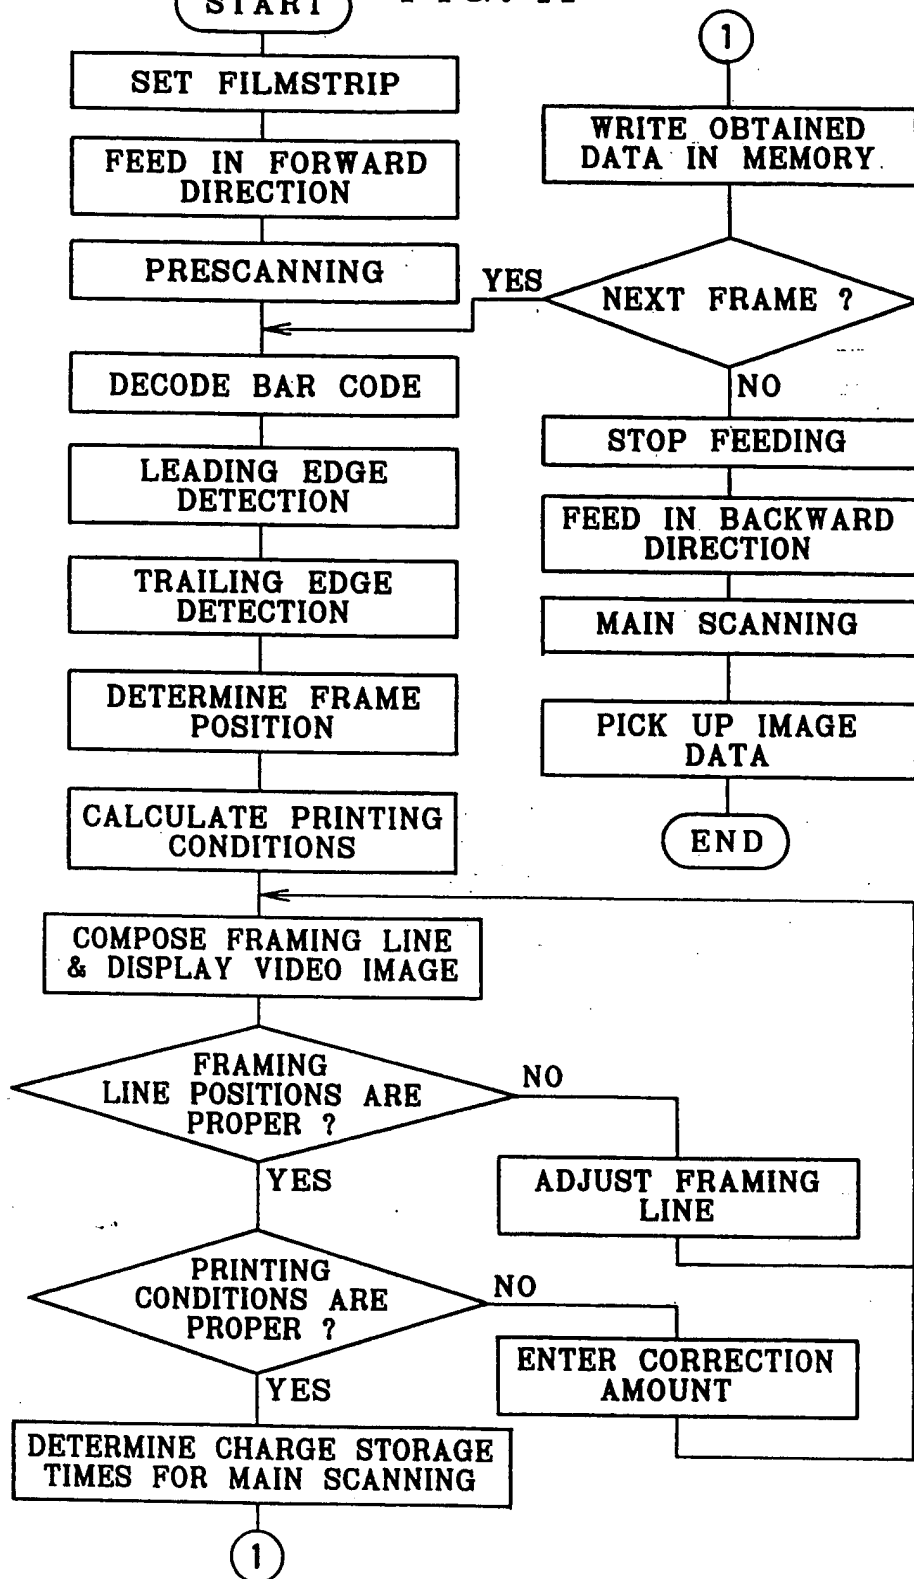 START
SET FILMSTRIP
FEED IN FORWARD
DIRECTION
PRESCANNING
DECODE BAR CODE
LEADING EDGE
DETECTION
TRAILING EDGE
DETECTION
DETERMINE FRAME
POSITION
CALCULATE PRINTING
CONDITIONS
COMPOSE FRAMING LINE
& DISPLAY VIDEO IMAGE
FRAMING
LINE POSITIONS ARE
PROPER ?
NO
YES
ADJUST FRAMING
LINE
PRINTING
CONDITIONS ARE
PROPER ?
NO
YES
ENTER CORRECTION
AMOUNT
DETERMINE CHARGE STORAGE
TIMES FOR MAIN SCANNING
1
1
WRITE OBTAINED
DATA IN MEMORY
NEXT FRAME ?
YES
NO
STOP FEEDING
FEED IN BACKWARD
DIRECTION
MAIN SCANNING
PICK UP IMAGE
DATA
END